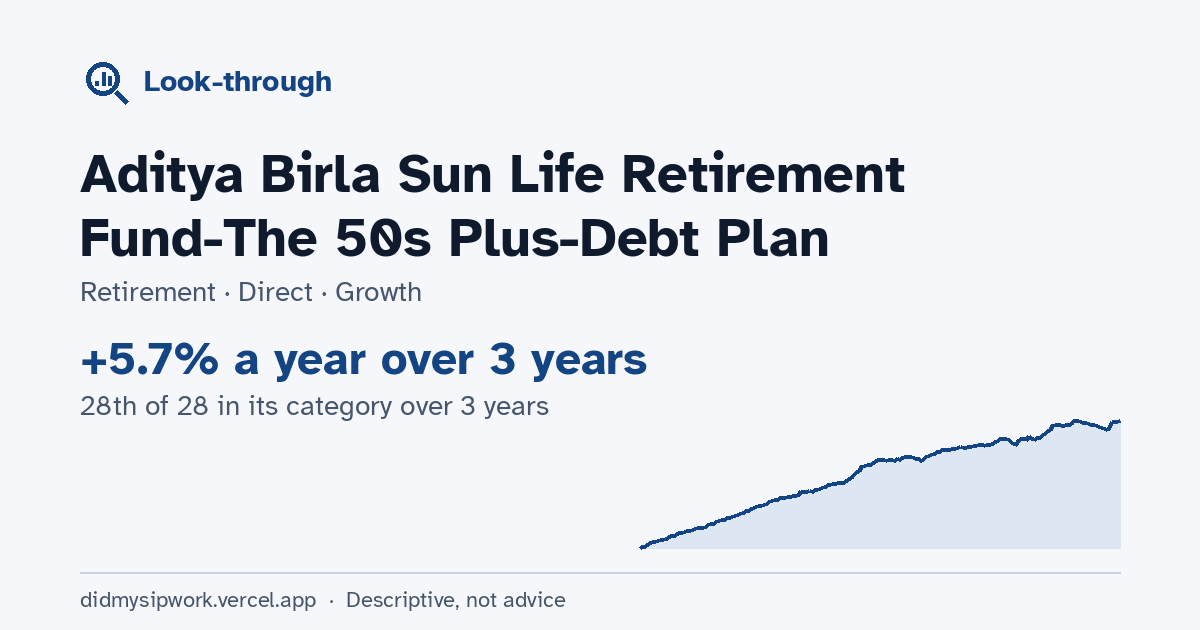 Look-through
Aditya Birla Sun Life Retirement
Fund-The 50s Plus-Debt Plan
Retirement · Direct · Growth
+5.7% a year over 3 years
28th of 28 in its category over 3 years
didmysipwork.vercel.app · Descriptive, not advice